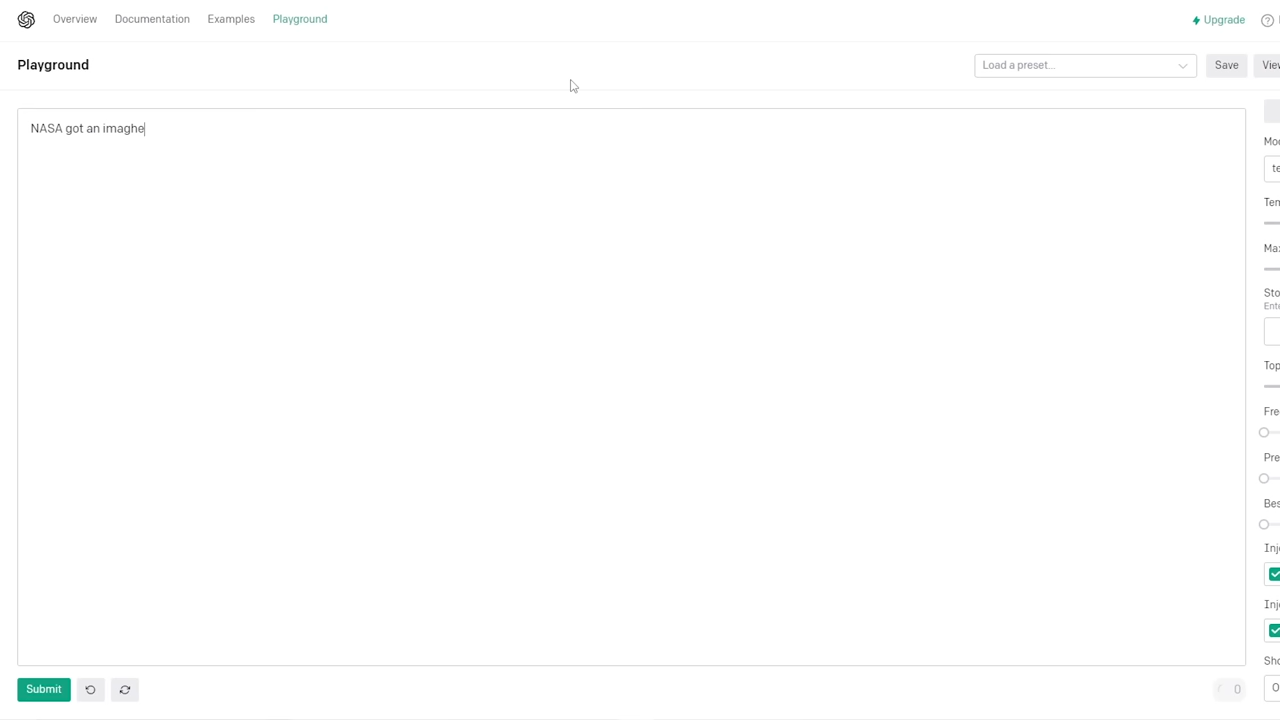 Overview Documentation Examples Playground Upgrade
Playground Load a preset... Save
NASA got an imaghe
Submit 0